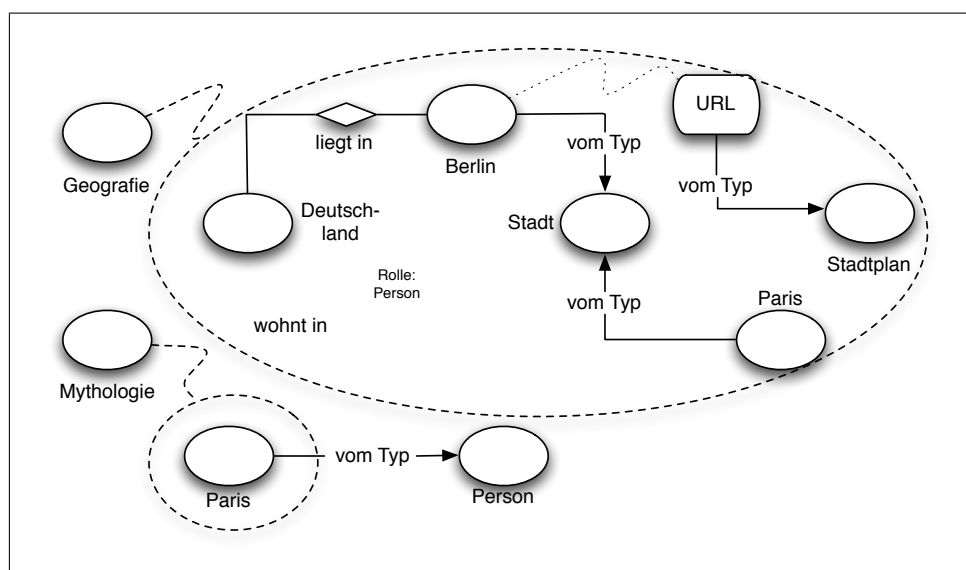 URL
liegt in
vom Typ
Berlin
Geografie
vom Typ
Deutsch-
land
Stadt
Stadtplan
Rolle:
Person
Paris
vom Typ
wohnt in
Mythologie
vom Typ
Paris
Person